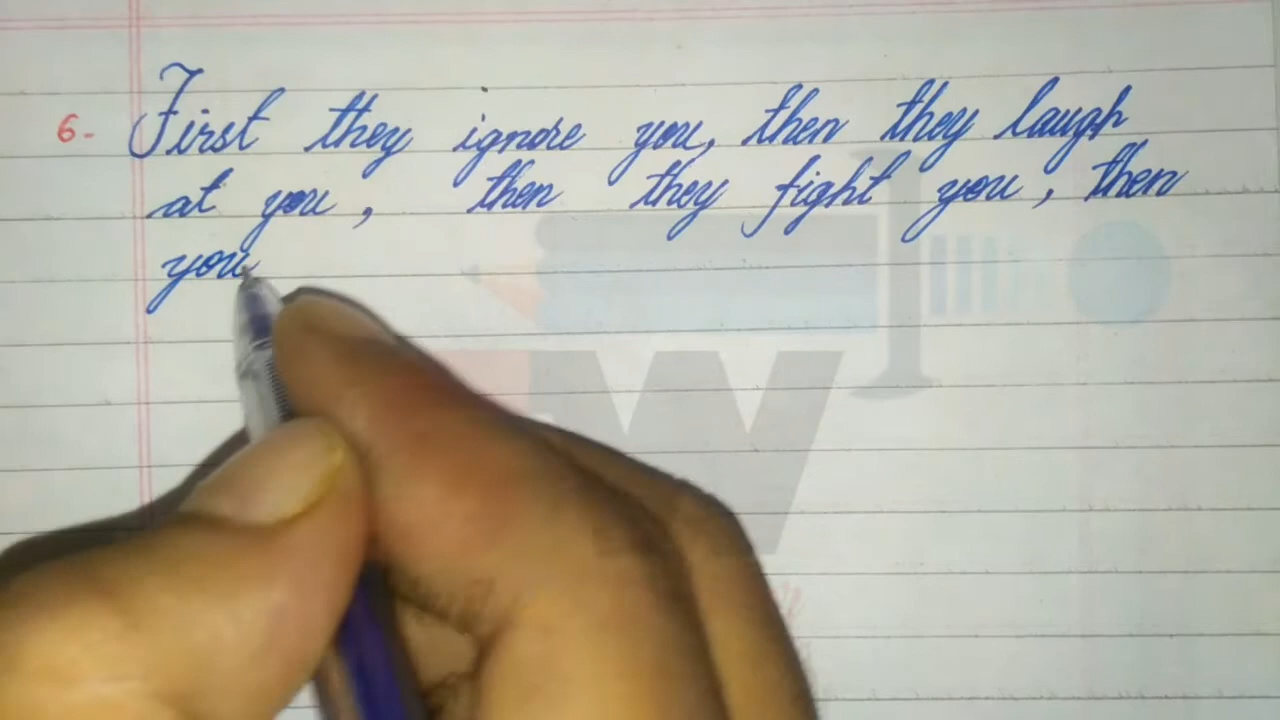 6- First they ignore you, then they laugh
at you, then they fight you, then
you